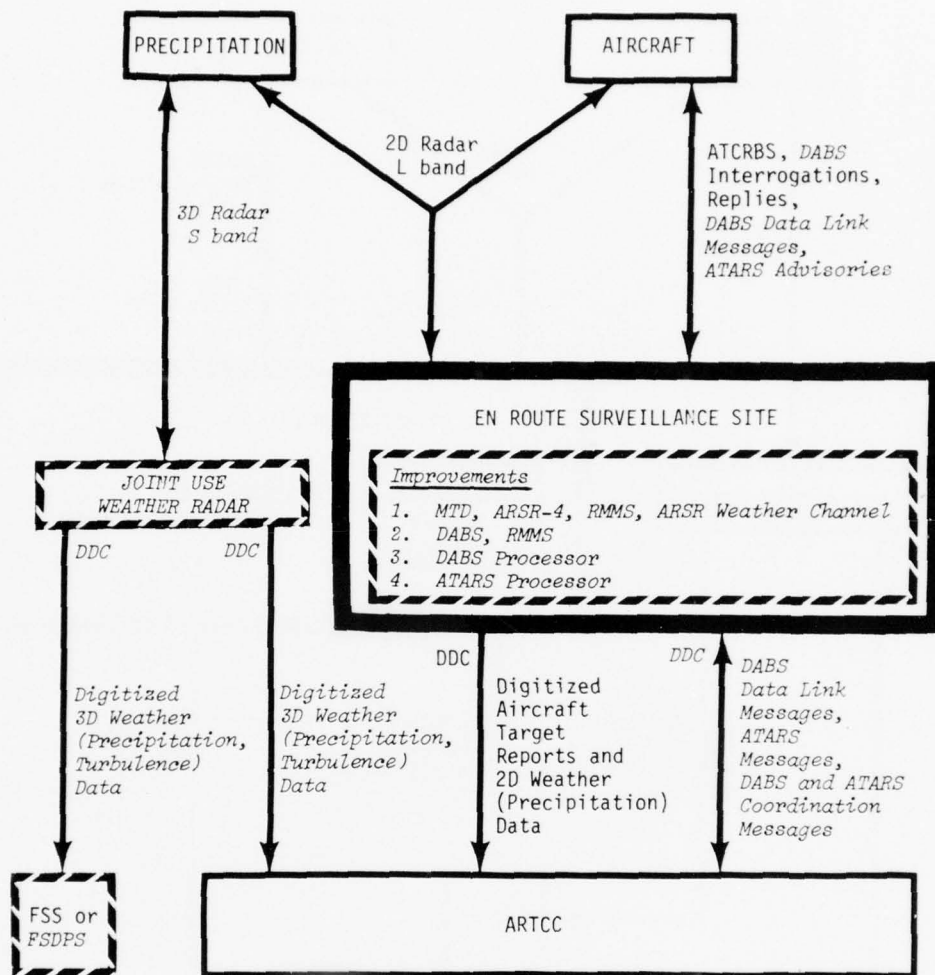 PRECIPITATION
AIRCRAFT
2D Radar
L band
ATCRBS, DABS
Interrogations,
Replies,
DABS Data Link
Messages,
ATARS Advisories
3D Radar
S band
EN ROUTE SURVEILLANCE SITE
Improvements
1. MTD, ARSR-4, RMMS, ARSR Weather Channel
2. DABS, RMMS
3. DABS Processor
4. ATARS Processor
JOINT USE
WEATHER RADAR
DDC
DDC
DDC
DDC
Digitized
3D Weather
(Precipitation,
Turbulence)
Data
Digitized
3D Weather
(Precipitation,
Turbulence)
Data
Digitized
Aircraft
Target
Reports and
2D Weather
(Precipitation)
Data
DABS
Data Link
Messages,
ATARS
Messages,
DABS and ATARS
Coordination
Messages
FSS or
FSDPS
ARTCC